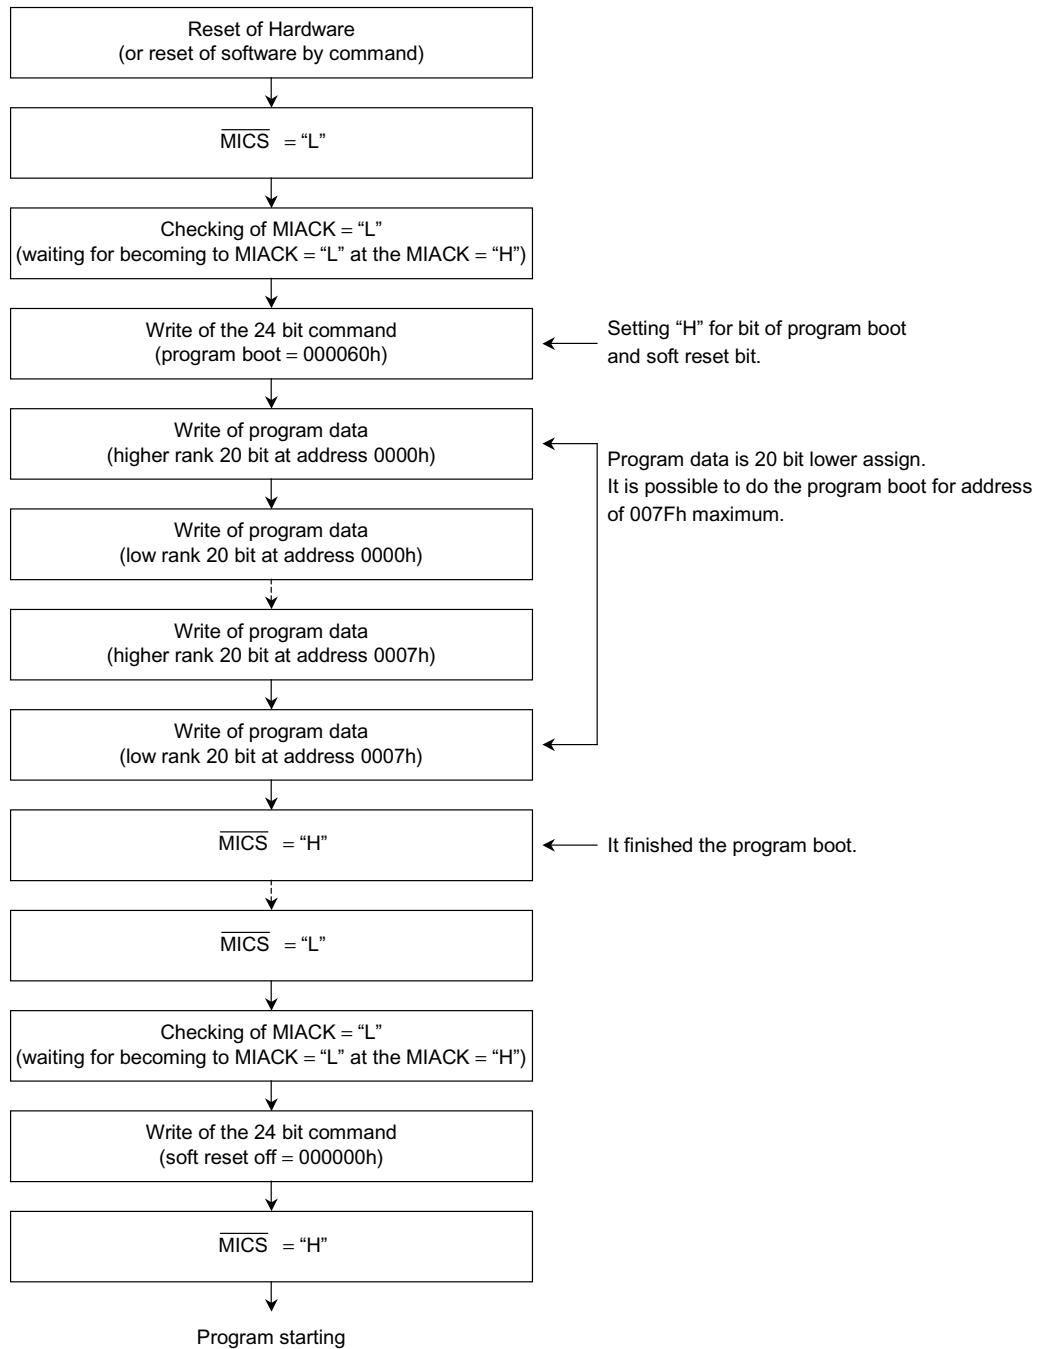 Reset of Hardware
(or reset of software by command)
MICS = “L”
Checking of MIACK = “L”
(waiting for becoming to MIACK = “L” at the MIACK = “H”)
Write of the 24 bit command
(program boot = 000060h)
Setting “H” for bit of program boot
and soft reset bit.
Write of program data
(higher rank 20 bit at address 0000h)
Program data is 20 bit lower assign.
It is possible to do the program boot for address
of 007Fh maximum.
Write of program data
(low rank 20 bit at address 0000h)
Write of program data
(higher rank 20 bit at address 0007h)
Write of program data
(low rank 20 bit at address 0007h)
MICS = “H”
It finished the program boot.
MICS = “L”
Checking of MIACK = “L”
(waiting for becoming to MIACK = “L” at the MIACK = “H”)
Write of the 24 bit command
(soft reset off = 000000h)
MICS = “H”
Program starting